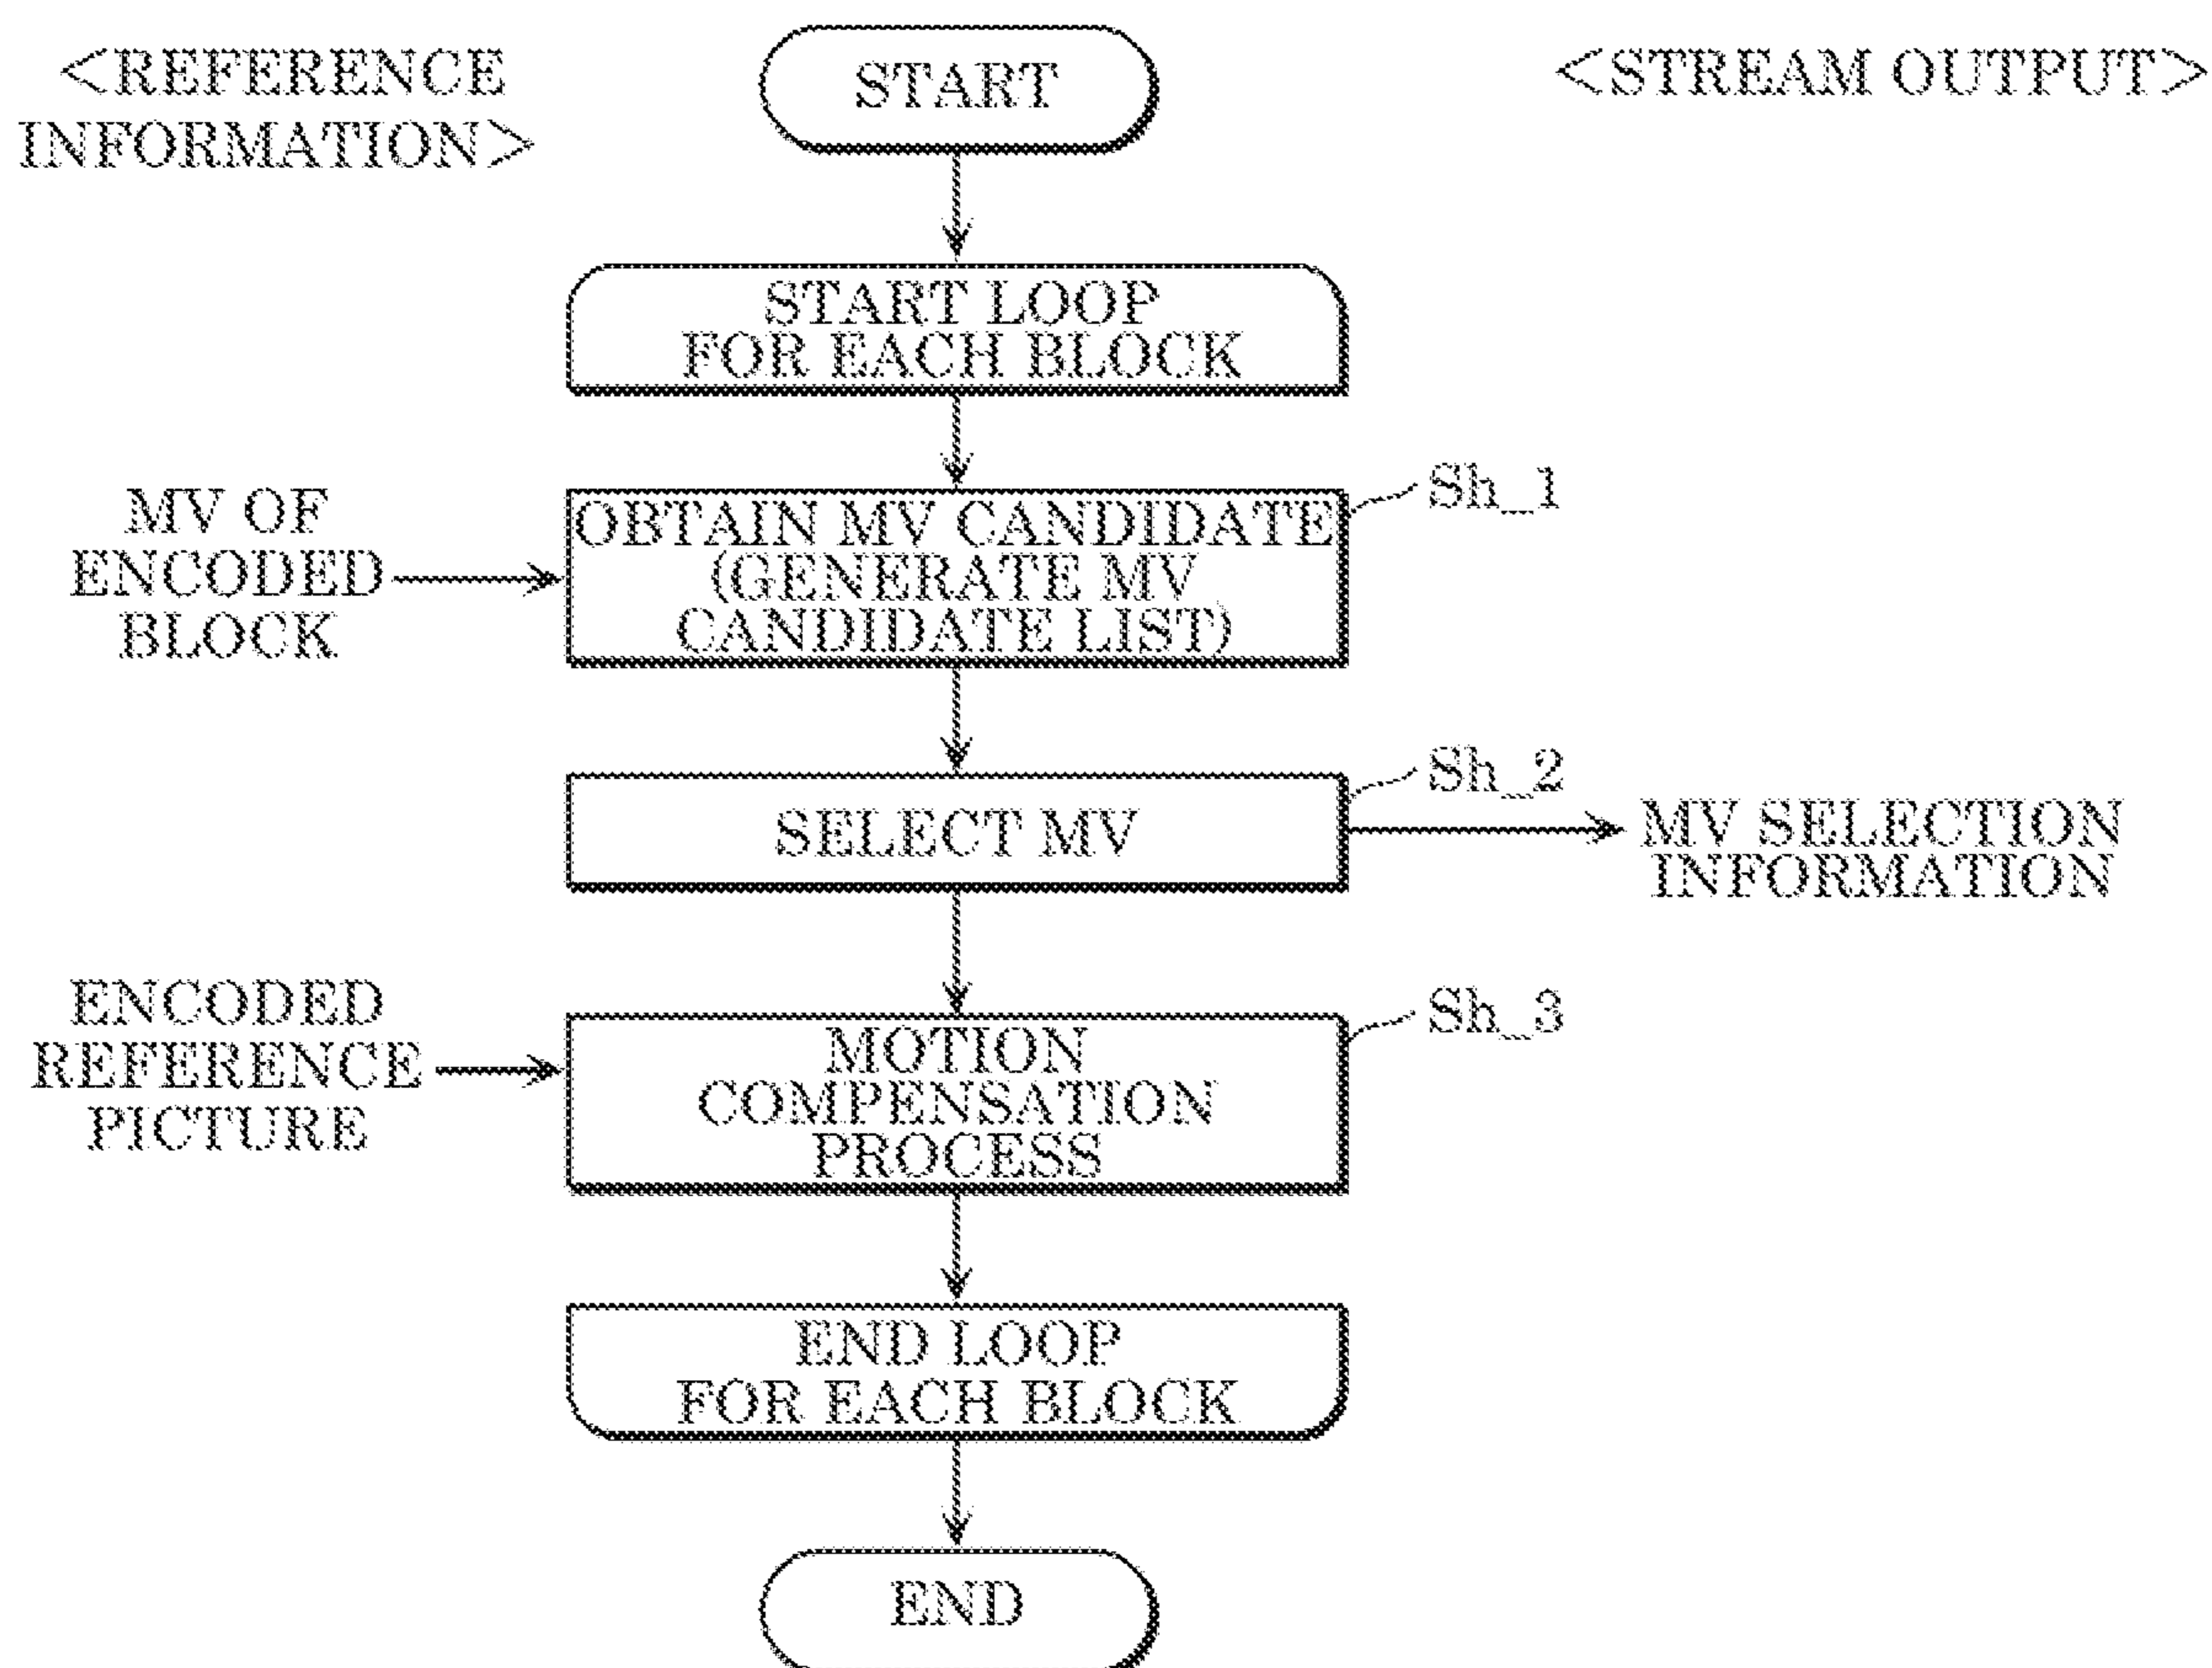 <REFERENCE
INFORMATION>
START
<STREAM OUTPUT>
START LOOP
FOR EACH BLOCK
MV OF
ENCODED
BLOCK
OBTAIN MV CANDIDATE
(GENERATE MV
CANDIDATE LIST)
Sh_1
SELECT MV
Sh_2
MV SELECTION
INFORMATION
ENCODED
REFERENCE
PICTURE
MOTION
COMPENSATION
PROCESS
Sh_3
END LOOP
FOR EACH BLOCK
END